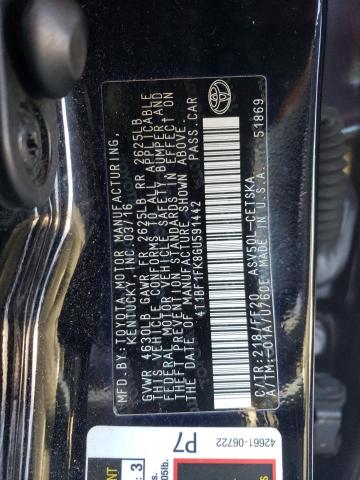 MFD.BY:TOYOTA MOTOR MANUFACTURING,
KENTUCKY,INC. 03/16
GVWR 4630LB GAWR FR 2625LB RR 2625LB
THIS VEHICLE CONFORMS TO ALL APPLICABLE
FEDERAL MOTOR VEHICLE SAFETY,BUMPER AND
THEFT PREVENTION STANDARDS IN EFFECT ON
THE DATE OF MANUFACTURE SHOWN ABOVE.
4T1BF1FK8GU591442 PASS.CAR
C/TR:218/FE20 ASV50L-CETSKA
A/TM:-01A/U760E MADE IN U.S.A. 51869
42661-06722
P7
3